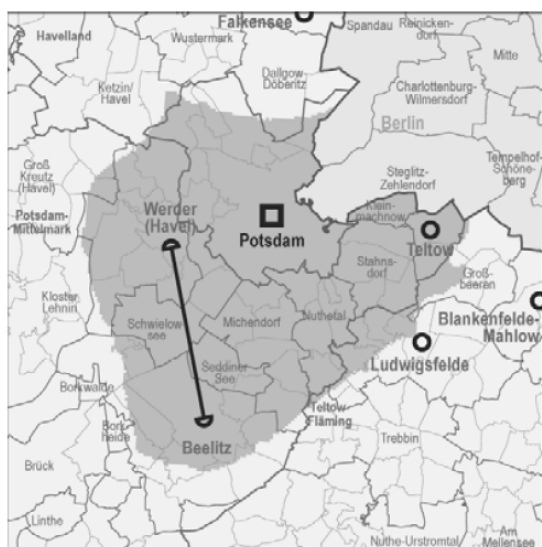 Falkensee
Spandau
Reinicken-
dorf
Havelland
Wustermark
Mitte
Dallgow-
Döberitz
Ketzin/
Havel
Charlottenburg-
Wilmersdorf
Berlin
Groß
Kreutz
(Havel)
Tempelhof-
Schöne-
berg
Steglitz-
Zehlendorf
Potsdam-
Mittelmark
Werder
(Havel)
Klein-
machnow
Potsdam
Teltow
Stahns-
dorf
Groß-
beeren
Kloster
Lehnin
Schwielow-
see
Michendorf
Nuthetal
Blankenfelde-
Mahlow
Seddiner
See
Ludwigsfelde
Borkwalde
Teltow-
Fläming
Bork-
heide
Beelitz
Trebbin
Brück
Linthe
Nuthe-Urstromtal
Am
Mellensee